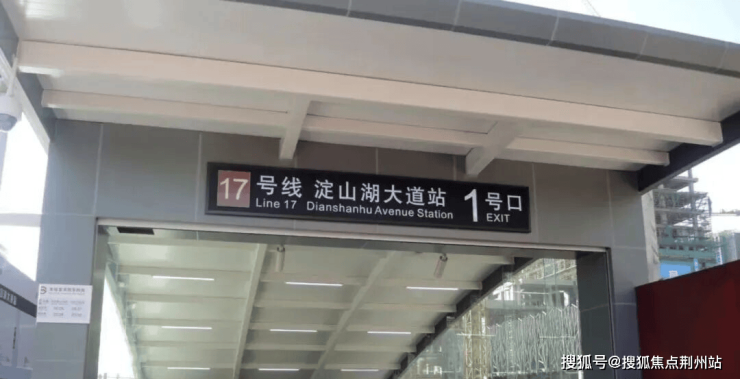 17 号线 淀山湖大道站 1号口
Line 17 Dianshanhu Avenue Station EXIT
搜狐号@搜狐焦点荆州站